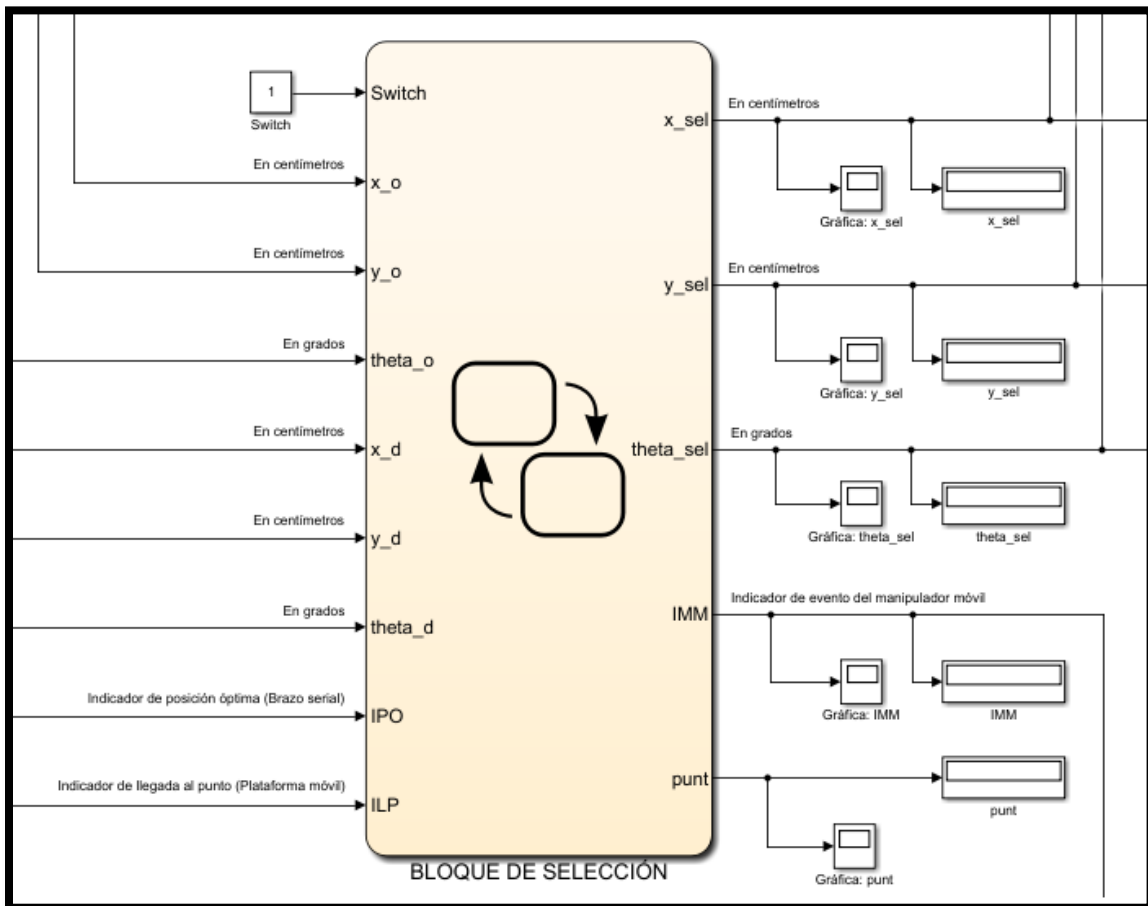 1
Switch
Switch
En centímetros
x_o
En centímetros
y_o
En grados
theta_o
En centímetros
x_d
En centímetros
y_d
En grados
theta_d
Indicador de posición óptima (Brazo serial)
IPO
Indicador de llegada al punto (Plataforma móvil)
ILP
x_sel
En centímetros
Gráfica: x_sel
x_sel
y_sel
En centímetros
Gráfica: y_sel
y_sel
theta_sel
En grados
Gráfica: theta_sel
theta_sel
IMM
Indicador de evento del manipulador móvil
Gráfica: IMM
IMM
punt
punt
Gráfica: punt
BLOQUE DE SELECCIÓN